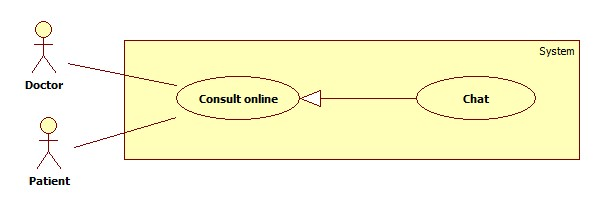 System
Doctor
Consult online
Chat
Patient